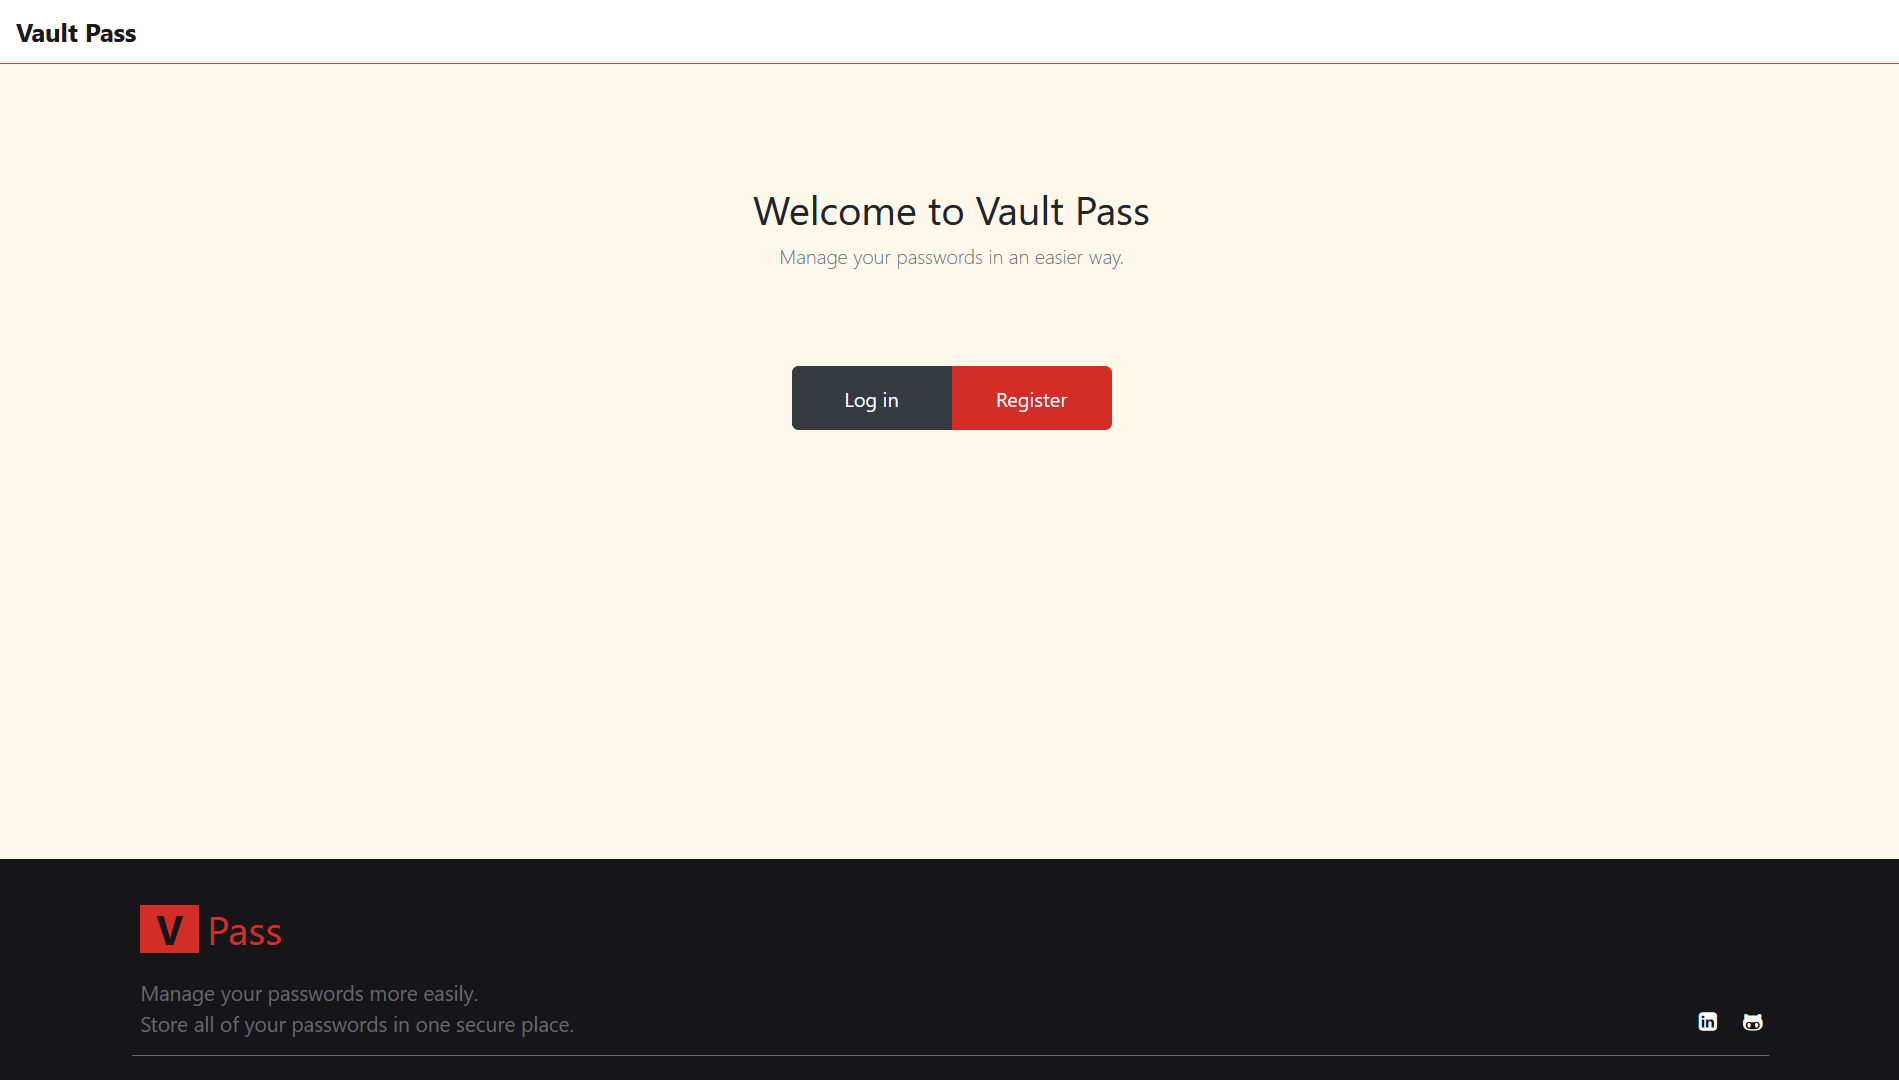 Vault Pass
Welcome to Vault Pass
Manage your passwords in an easier way.
Log in
Register
V Pass
Manage your passwords more easily.
Store all of your passwords in one secure place.
in